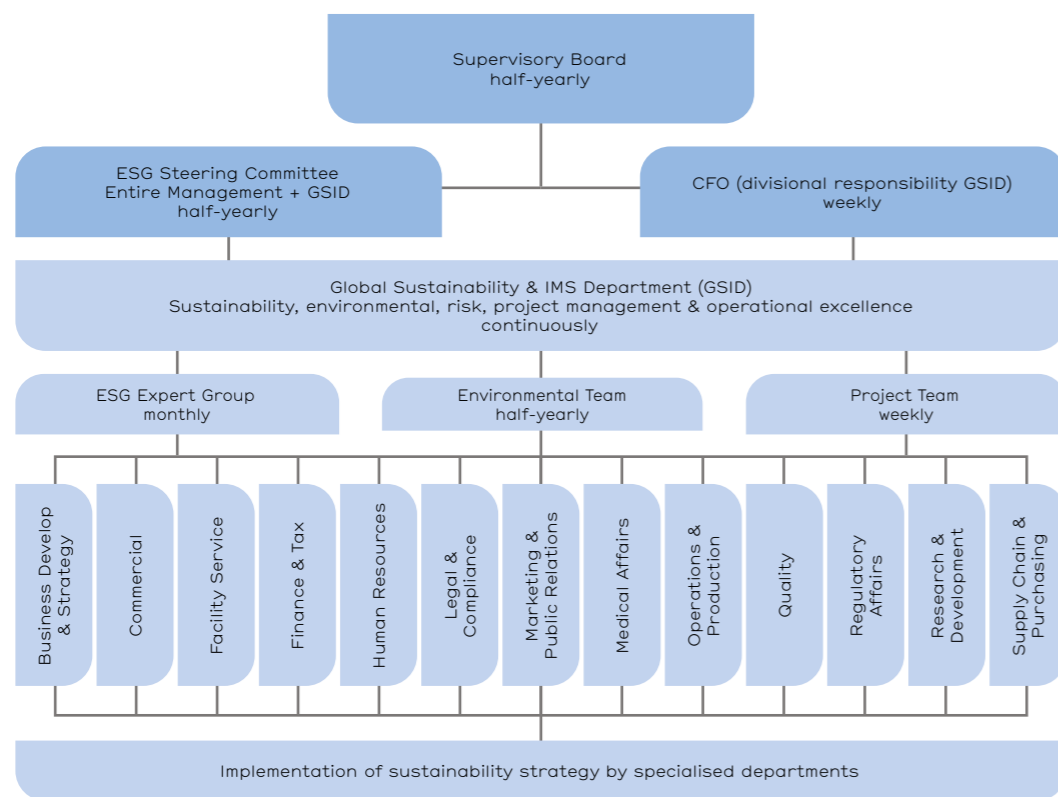 Supervisory Board
half-yearly
ESG Steering Committee
Entire Management + GSID
half-yearly
CFO (divisional responsibility GSID)
weekly
Global Sustainability & IMS Department (GSID)
Sustainability, environmental, risk, project management & operational excellence
continuously
ESG Expert Group
monthly
Environmental Team
half-yearly
Project Team
weekly
Business Develop
& Strategy
Commercial
Facility Service
Finance & Tax
Human Resources
Legal &
Compliance
Marketing &
Public Relations
Medical Affairs
Operations &
Production
Quality
Regulatory
Affairs
Research &
Development
Supply Chain &
Purchasing
Implementation of sustainability strategy by specialised departments